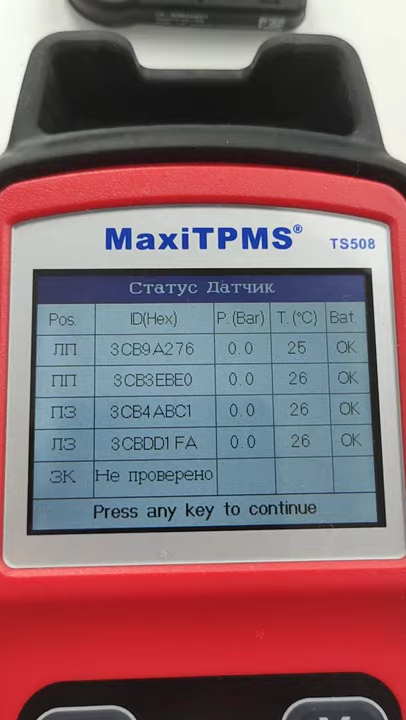 MaxiTPMS®
TS508
Статус Датчик
Pos. ID(Hex) P.(Bar) T.(°C) Bat.
ЛП 3CB9A276 0.0 25 OK
ПП 3CB3EBE0 0.0 26 OK
ПЗ 3CB4ABC1 0.0 26 OK
ЛЗ 3CBDD1FA 0.0 26 OK
ЗК Не проверено
Press any key to continue